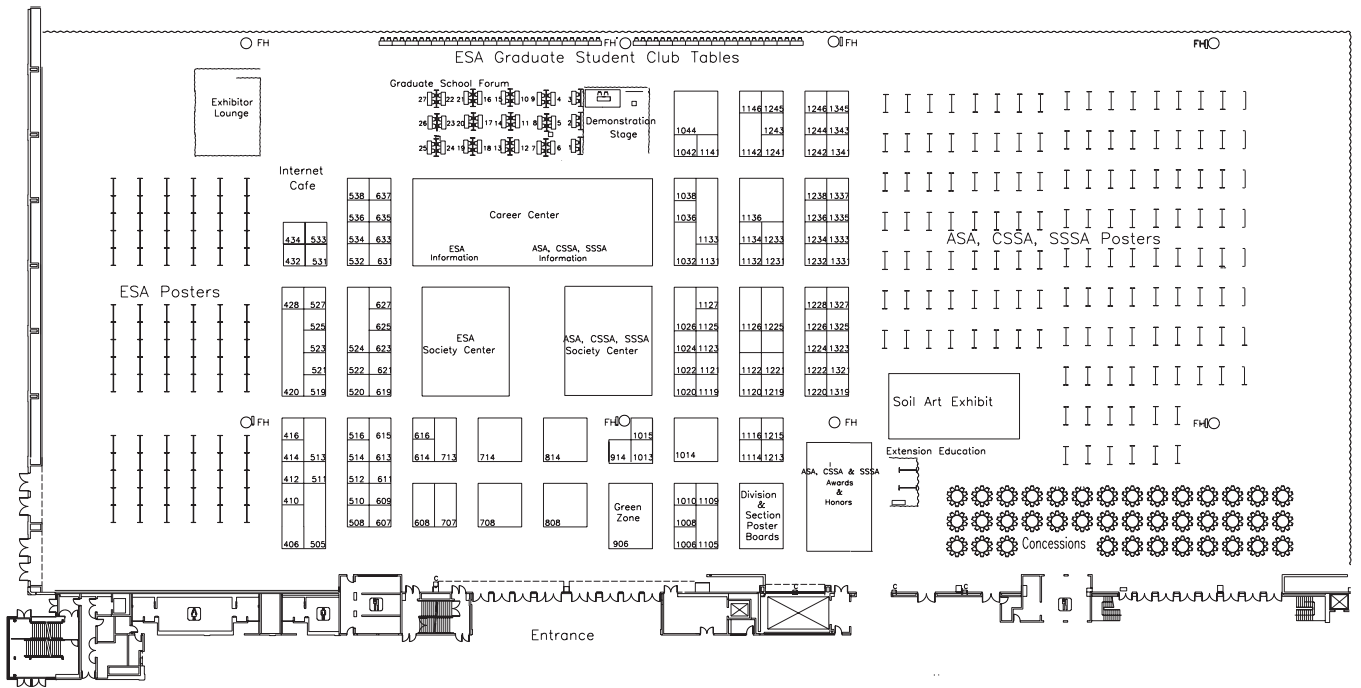 FH
FH
FH
FH
ESA Graduate Student Club Tables
Graduate School Forum
27 22 21 16 15 10 9 4 3
26 23 20 17 14 11 8 5 2
25 24 19 18 13 12 7 6 1
Demonstration
Stage
Exhibitor
Lounge
1044
1042 1141
1146 1245
1243
1142 1241
1246 1345
1244 1343
1242 1341
Internet
Cafe
434 533
432 531
538 637
536 635
534 633
532 631
Career Center
ESA
Information
ASA, CSSA, SSSA
Information
1038
1036
1133
1032 1131
1136
1134 1233
1132 1231
1238 1337
1236 1335
1234 1333
1232 1331
ASA, CSSA, SSSA Posters
ESA Posters
428 527
525
523
521
420 519
627
625
524 623
522 621
520 619
ESA
Society Center
ASA, CSSA, SSSA
Society Center
1127
1026 1125
1024 1123
1022 1121
1020 1119
1126 1225
1122 1221
1120 1219
1228 1327
1226 1325
1224 1323
1222 1321
1220 1319
Soil Art Exhibit
FH
FH
FH
FH
416
414 513
412 511
410
406 505
516 615
514 613
512 611
510 609
508 607
616
614 713
714
814
1015
914 1013
1014
1116 1215
1114 1213
608 707
708
808
Green
Zone
906
1010 1109
1008
1006 1105
Division
&
Section
Poster
Boards
ASA, CSSA & SSSA
Awards
&
Honors
Extension Education
Concessions
C
C
C
C
C
Entrance